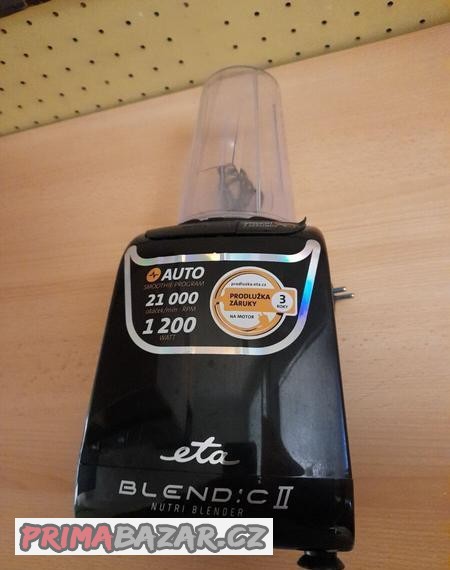 AUTO
SMOOTHIE PROGRAM
21 000
otáček/min - RPM
1 200
WATT
prodluzka.eta.cz
PRODLUŽKA
ZÁRUKY
3
ROKY
NA MOTOR
eta
BLEND:C II
NUTRI BLENDER
PRIMABAZAR.CZ